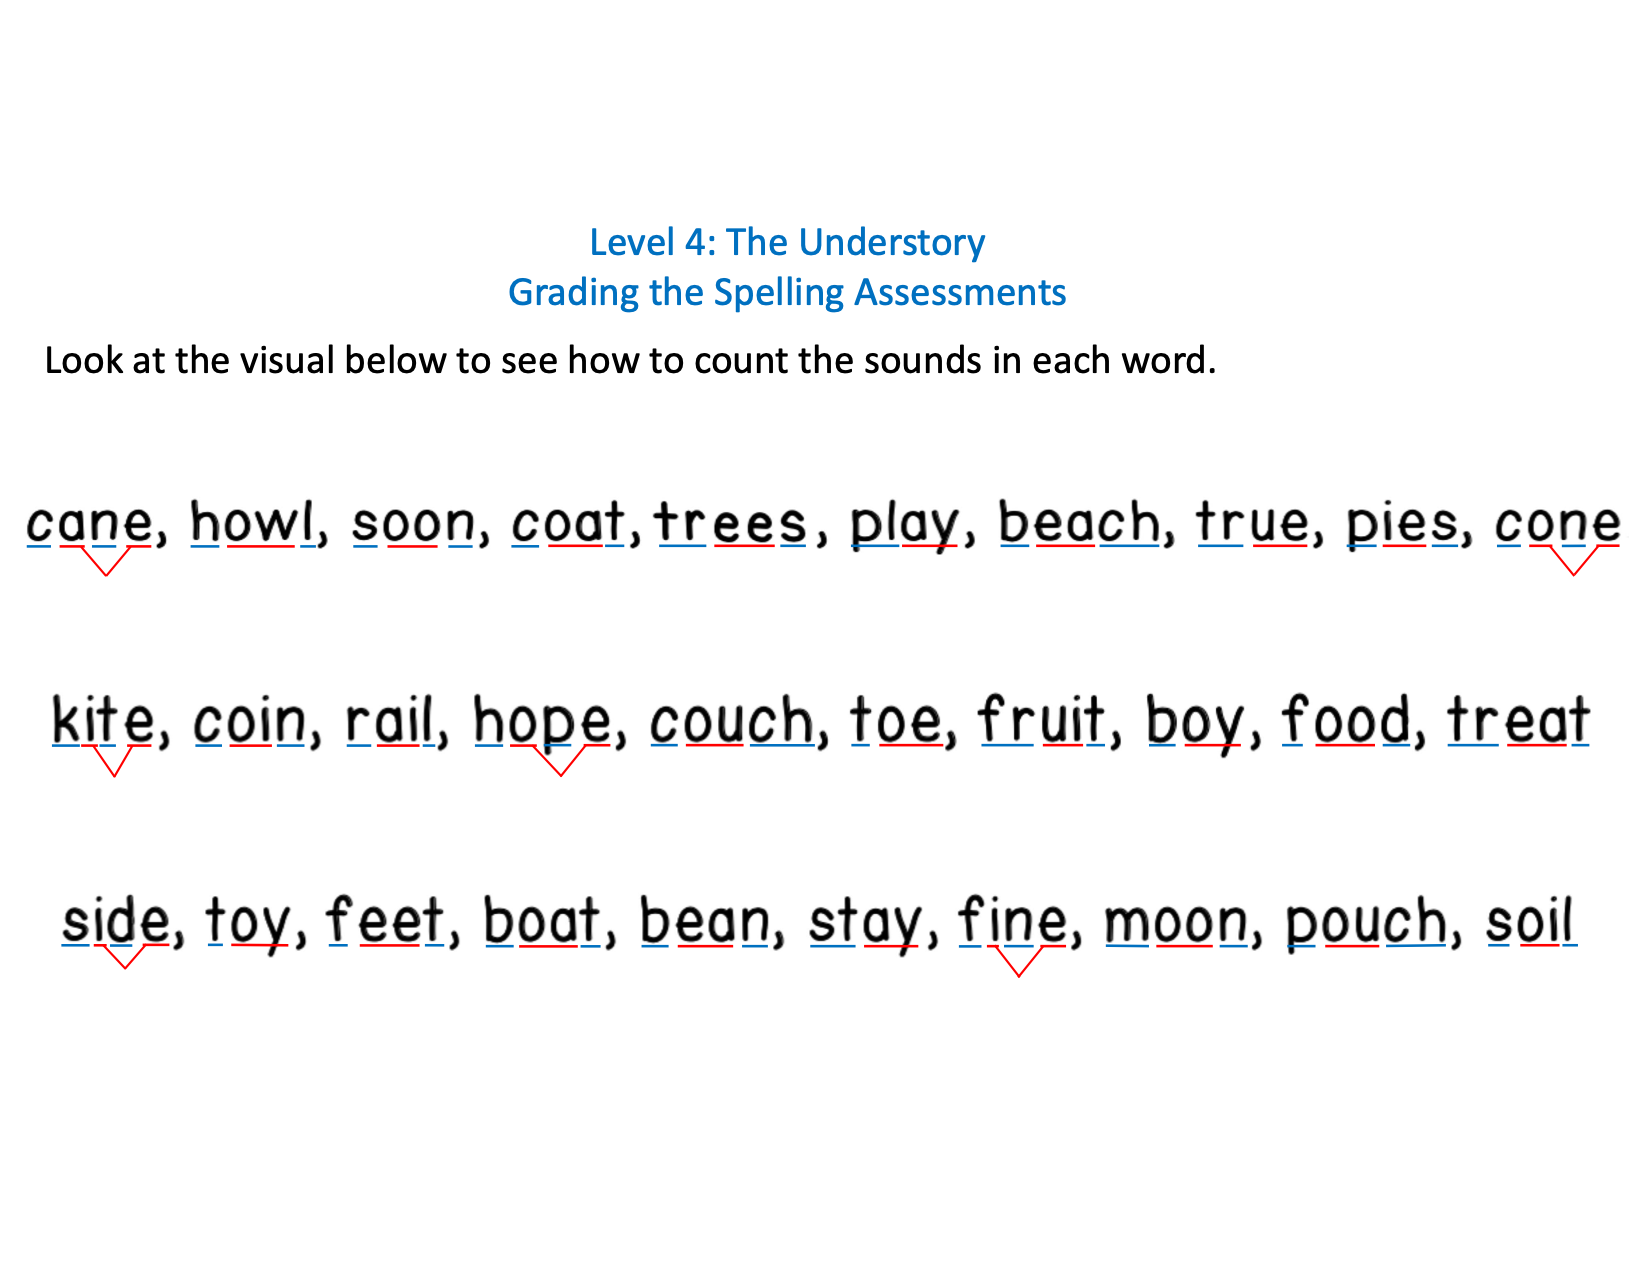 Level 4: The Understory
Grading the Spelling Assessments
Look at the visual below to see how to count the sounds in each word.
cane, howl, soon, coat, trees, play, beach, true, pies, cone
kite, coin, rail, hope, couch, toe, fruit, boy, food, treat
side, toy, feet, boat, bean, stay, fine, moon, pouch, soil